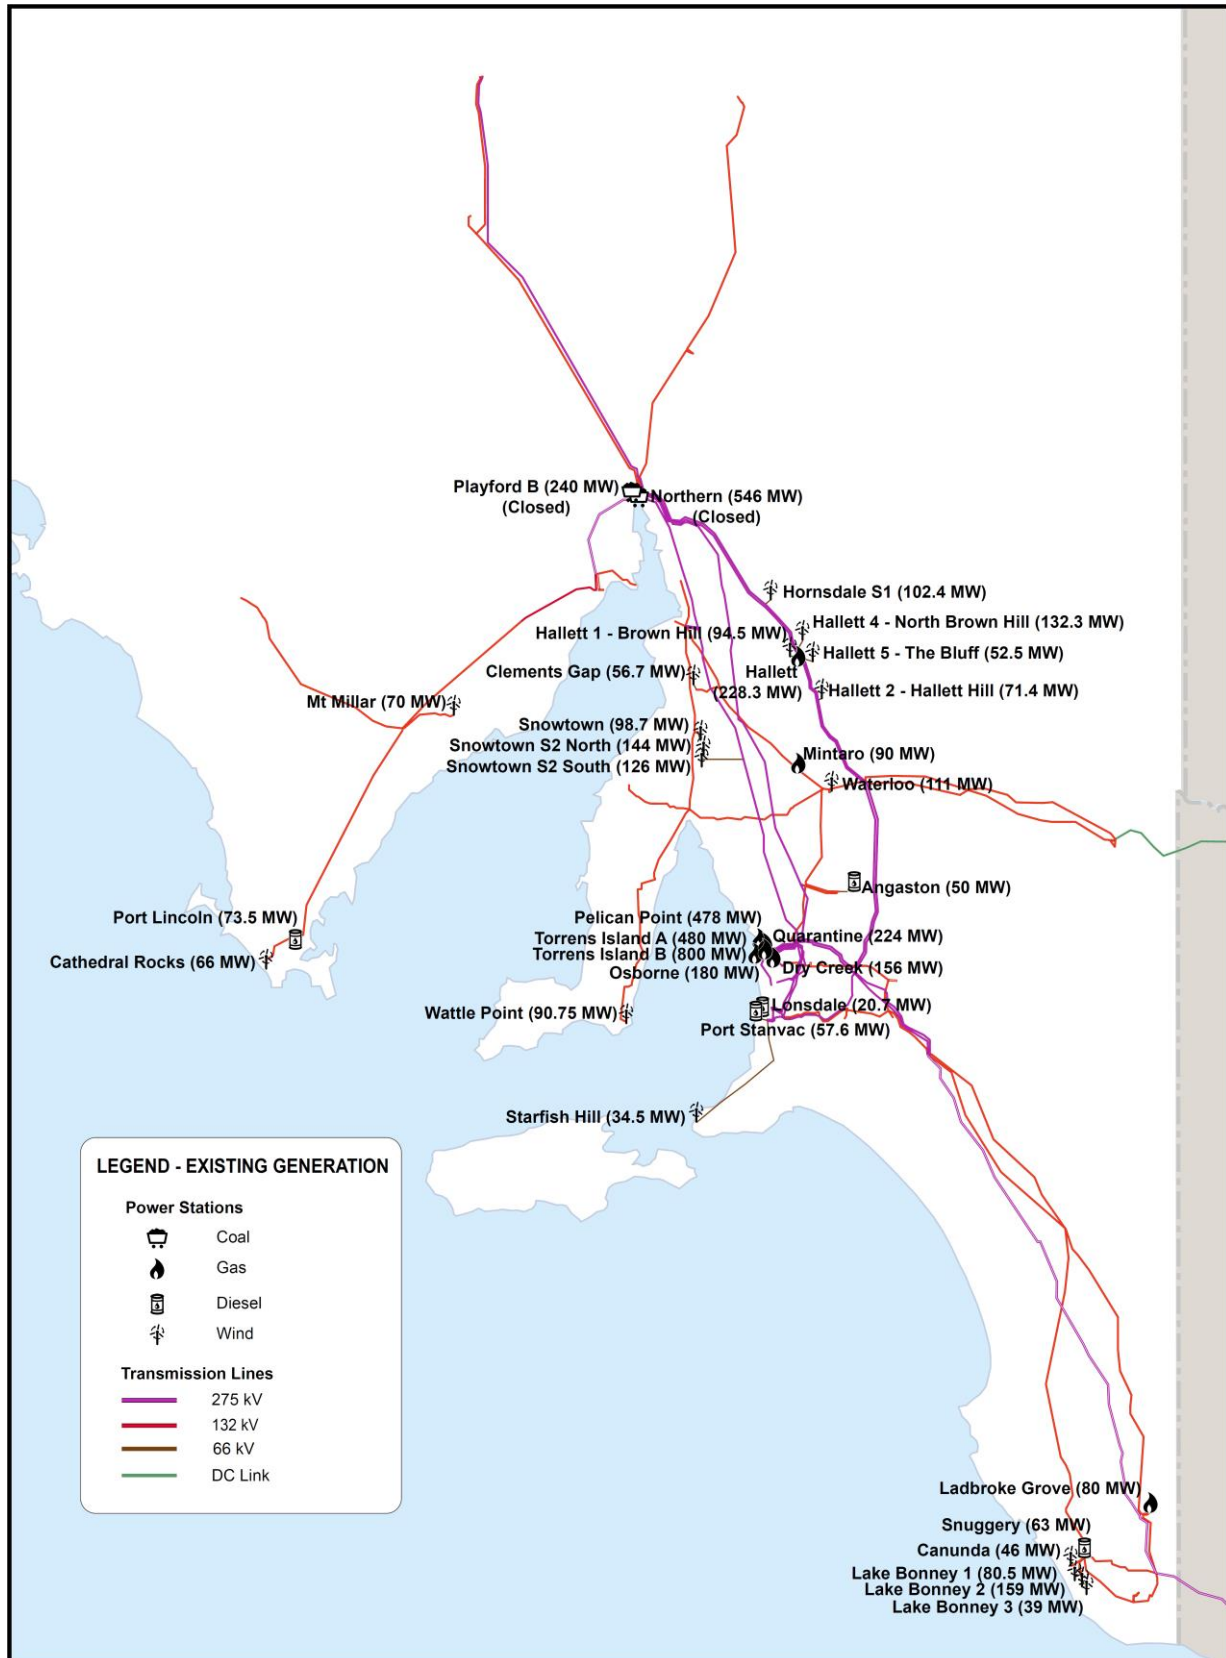 Playford B (240 MW)
(Closed)
Northern (546 MW)
(Closed)
Hornsdale S1 (102.4 MW)
Hallett 4 - North Brown Hill (132.3 MW)
Hallett 1 - Brown Hill (94.5 MW)
Hallett 5 - The Bluff (52.5 MW)
Hallett
(228.3 MW)
Clements Gap (56.7 MW)
Hallett 2 - Hallett Hill (71.4 MW)
Mt Millar (70 MW)
Snowtown (98.7 MW)
Snowtown S2 North (144 MW)
Snowtown S2 South (126 MW)
Mintaro (90 MW)
Waterloo (111 MW)
Angaston (50 MW)
Port Lincoln (73.5 MW)
Cathedral Rocks (66 MW)
Pelican Point (478 MW)
Torrens Island A (480 MW)
Torrens Island B (800 MW)
Osborne (180 MW)
Quarantine (224 MW)
Dry Creek (156 MW)
Wattle Point (90.75 MW)
Lonsdale (20.7 MW)
Port Stanvac (57.6 MW)
Starfish Hill (34.5 MW)
LEGEND - EXISTING GENERATION
Power Stations
Coal
Gas
Diesel
Wind
Transmission Lines
275 kV
132 kV
66 kV
DC Link
Ladbroke Grove (80 MW)
Snuggery (63 MW)
Canunda (46 MW)
Lake Bonney 1 (80.5 MW)
Lake Bonney 2 (159 MW)
Lake Bonney 3 (39 MW)